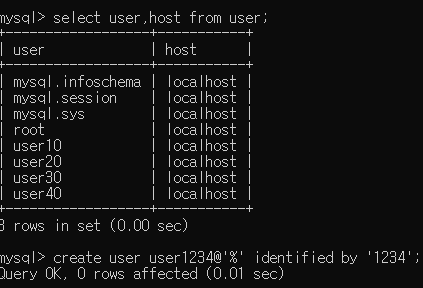 mysql> select user,host from user;
+------------------+-----------+
| user             | host      |
+------------------+-----------+
| mysql.infoschema | localhost |
| mysql.session    | localhost |
| mysql.sys        | localhost |
| root             | localhost |
| user10           | localhost |
| user20           | localhost |
| user30           | localhost |
| user40           | localhost |
+------------------+-----------+
8 rows in set (0.00 sec)
mysql> create user user1234@'%' identified by '1234';
Query OK, 0 rows affected (0.01 sec)